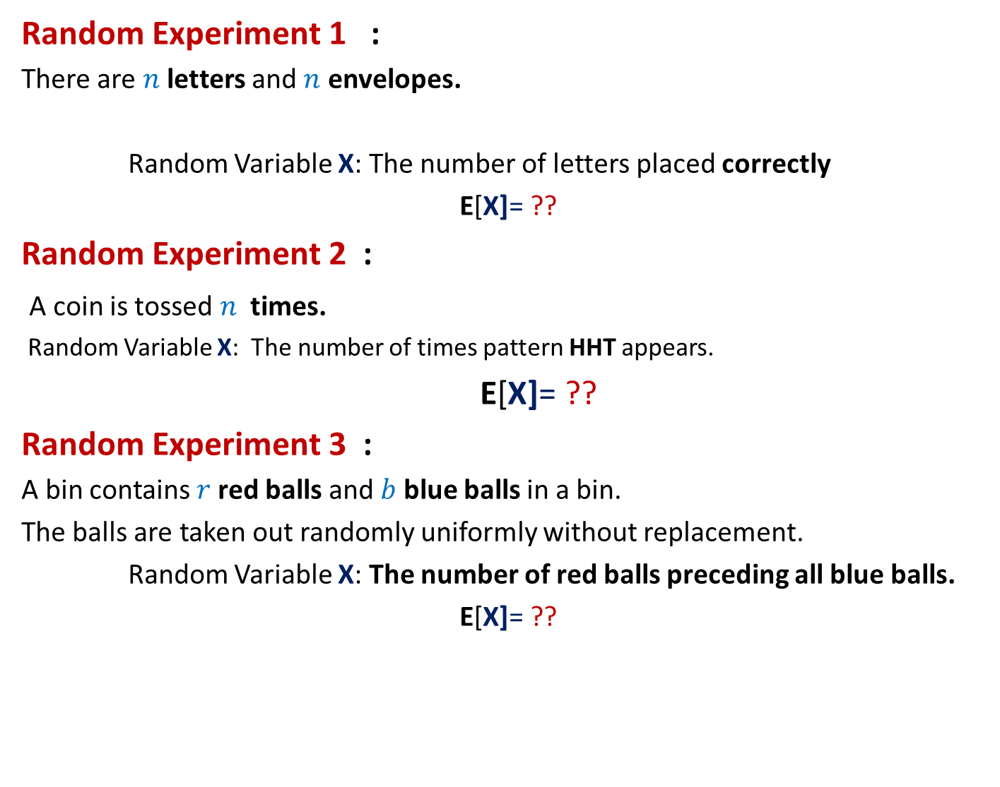 Random Experiment 1 :
There are n letters and n envelopes.
Random Variable X: The number of letters placed correctly
E[X]= ??
Random Experiment 2 :
A coin is tossed n times.
Random Variable X: The number of times pattern HHT appears.
E[X]= ??
Random Experiment 3 :
A bin contains r red balls and b blue balls in a bin.
The balls are taken out randomly uniformly without replacement.
Random Variable X: The number of red balls preceding all blue balls.
E[X]= ??